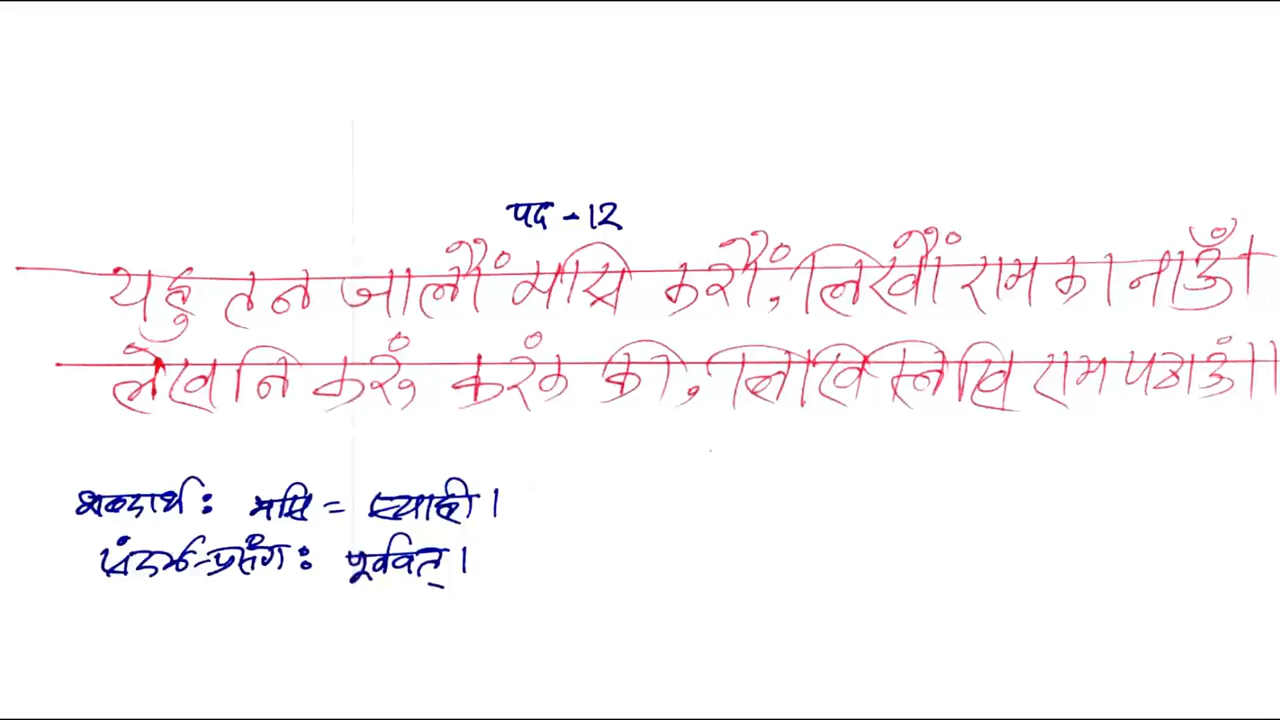 पद - 12
यह तन जालौं मसि करौं, लिखौं राम का नाउँ।
लेखनि करूं करंक की, लिखि लिखि राम पठाउं।।
शब्दार्थ: मसि = स्याही।
संदर्भ-प्रसंग: पूर्ववत्।